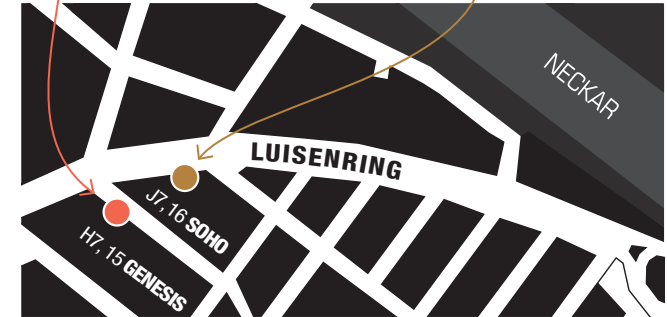 NECKAR
LUISENRING
J7, 16 SOHO
H7, 15 GENESIS